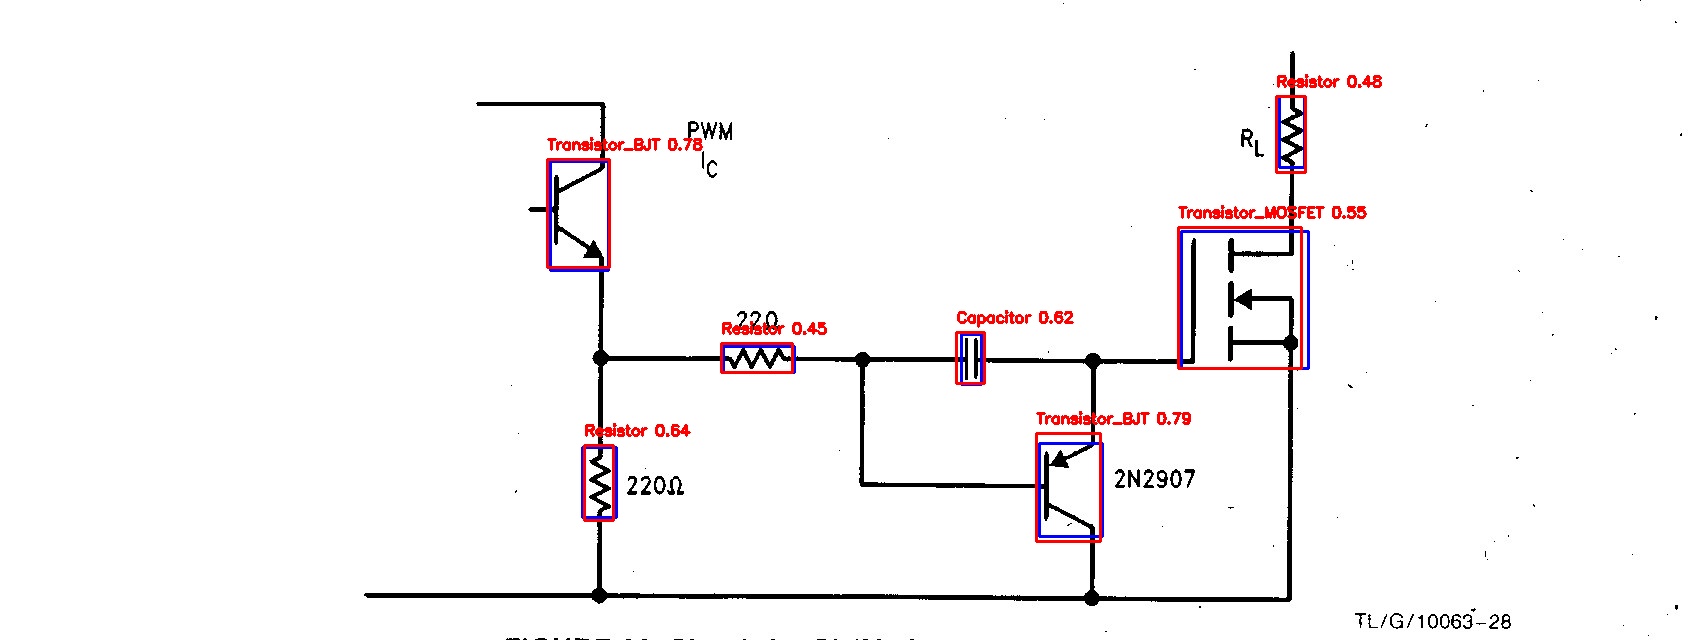 Resistor 0.48
PWM
Transistor_BJT 0.78
R_L
I_C
Transistor_MOSFET 0.55
22Ω
Resistor 0.45
Capacitor 0.62
Transistor_BJT 0.79
Resistor 0.64
2N2907
220Ω
TL/G/10063-28